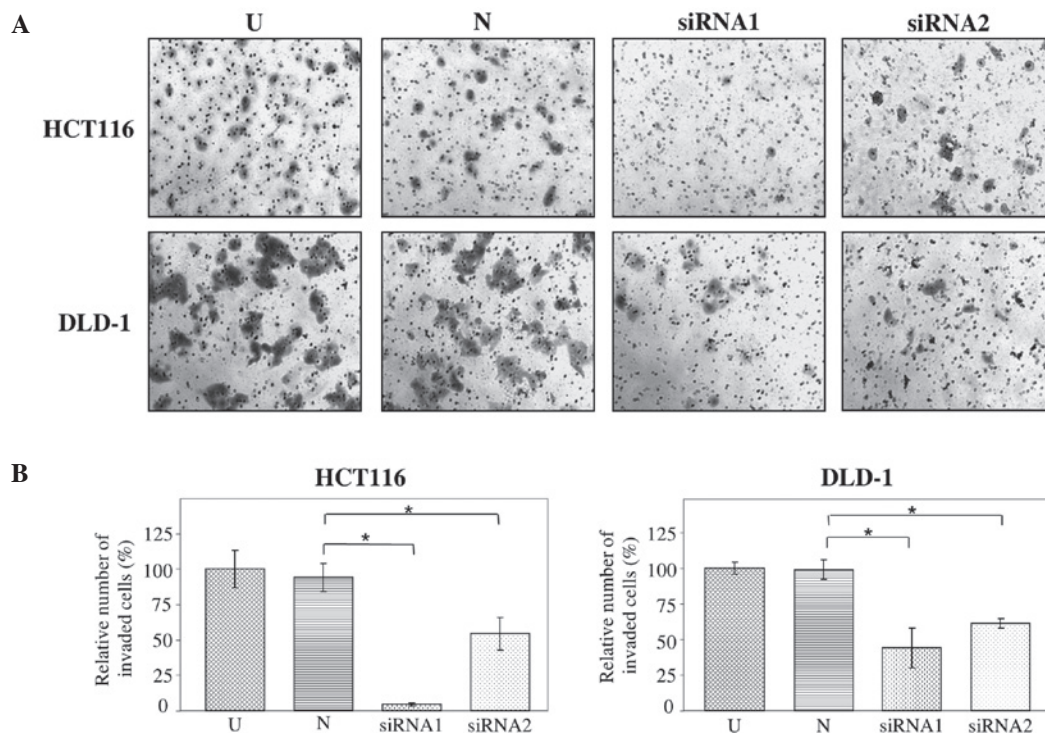 A
U N siRNA1 siRNA2
HCT116
DLD-1
B
HCT116
Relative number of
invaded cells (%)
125
100
75
50
25
0
* *
U N siRNA1 siRNA2
DLD-1
Relative number of
invaded cells (%)
125
100
75
50
25
0
* *
U N siRNA1 siRNA2